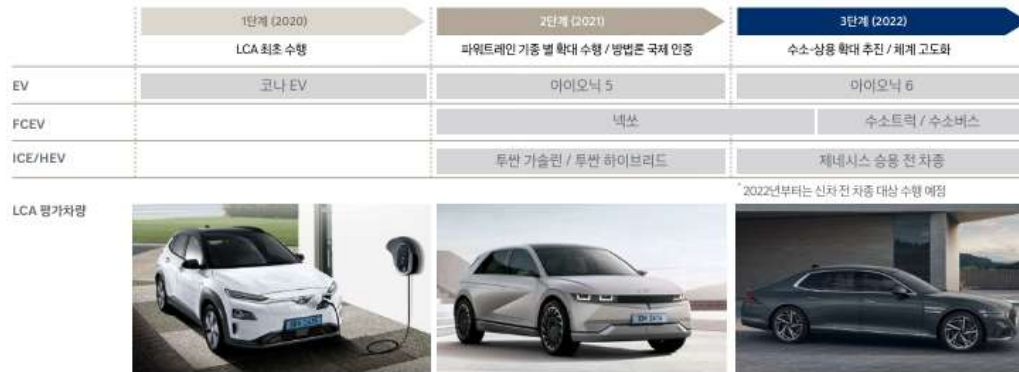 1단계 (2020)
2단계 (2021)
3단계 (2022)
LCA 최초 수행
파워트레인 기종 별 확대 수행 / 방법론 국제 인증
수소·상용 확대 추진 / 체계 고도화
EV
코나 EV
아이오닉 5
아이오닉 6
FCEV
넥쏘
수소트럭 / 수소버스
ICE/HEV
투싼 가솔린 / 투싼 하이브리드
제네시스 승용 전 차종
* 2022년부터는 신차 전 차종 대상 수행 예정
LCA 평가차량